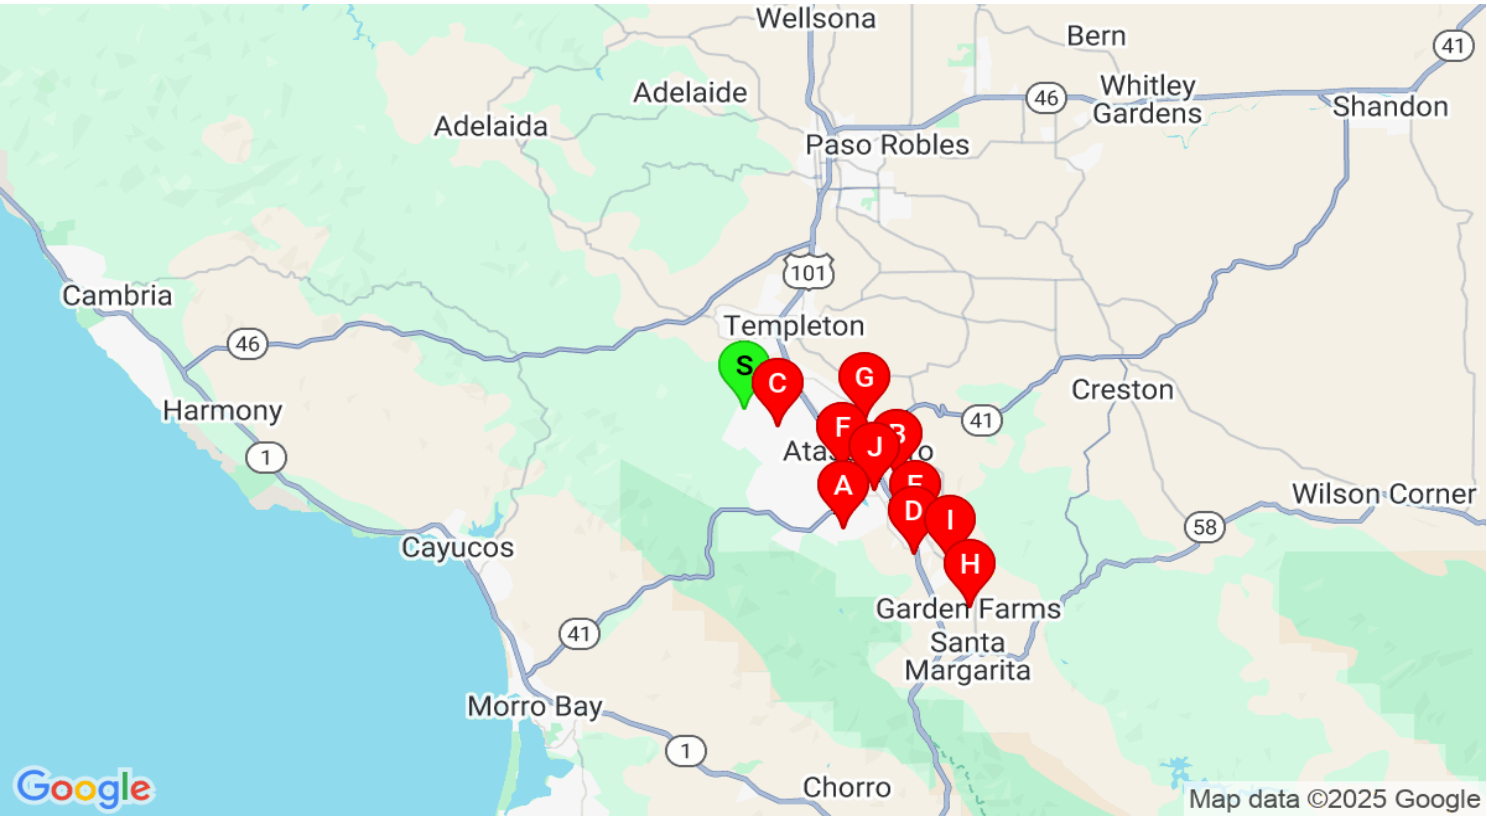 Wellsona
Bern
41
Adelaide
46
Whitley
Gardens
Shandon
Adelaida
Paso Robles
101
Cambria
Templeton
46
S
C
G
Creston
Harmony
41
F
B
J
1
A
E
Wilson Corner
D
I
58
Cayucos
H
Garden Farms
41
Santa
Margarita
Morro Bay
1
Chorro
Google
Map data ©2025 Google